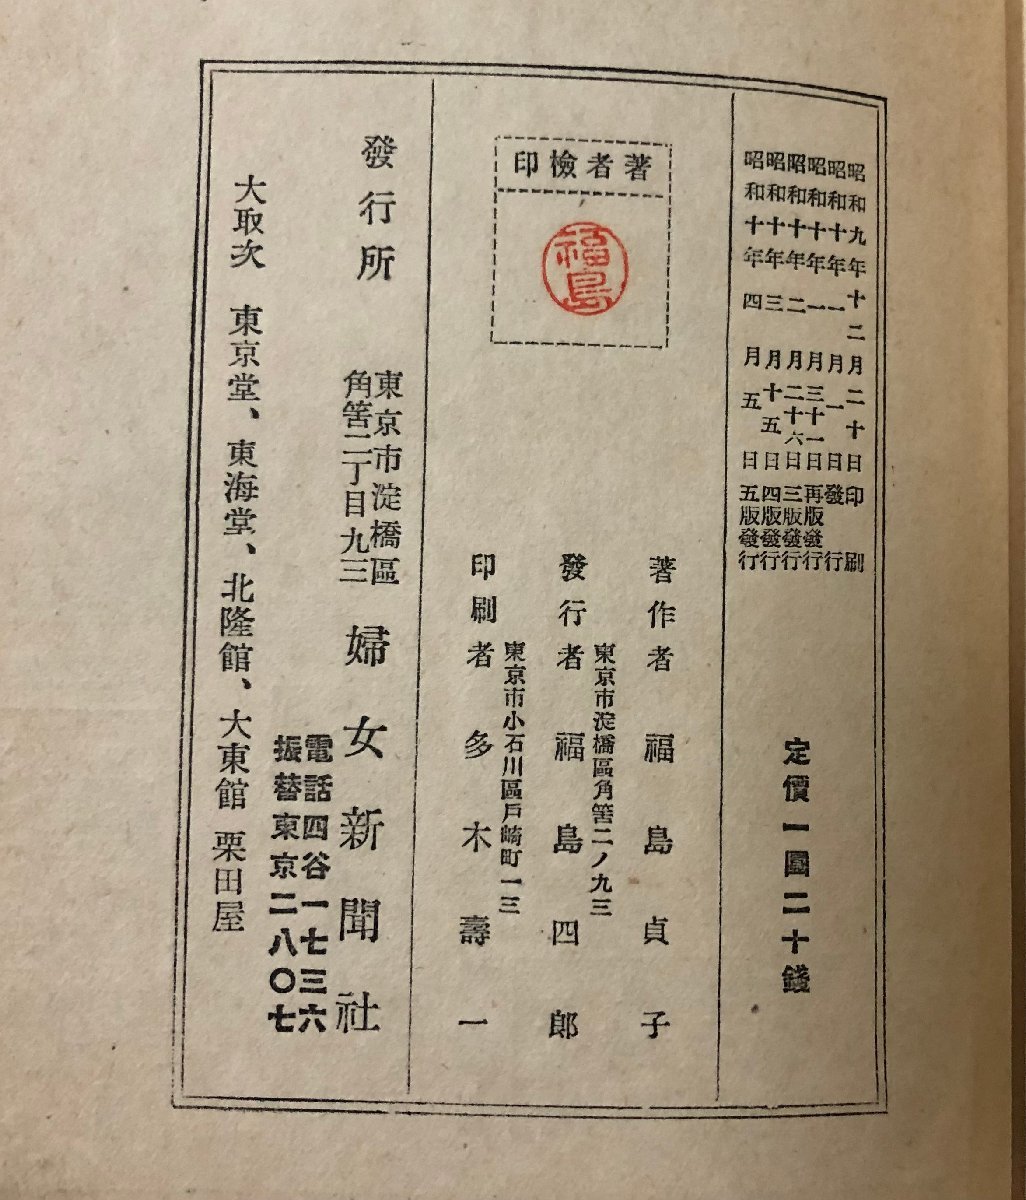 昭和九年十二月二十日印刷
昭和十年一月一日發行
昭和十年一月三十一日再版發行
昭和十年二月二十六日三版發行
昭和十年三月十五日四版發行
昭和十年四月五日五版發行
定價一圓二十錢
著者檢印
福島
著作者 福島貞子
東京市淀橋區角筈二ノ九三
發行者 福島四郎
東京市小石川區戸崎町一三
印刷者 多木壽一
發行所
東京市淀橋區
角筈二丁目九三
婦女新聞社
電話四谷一七三六
振替東京二八〇七
大取次 東京堂、東海堂、北隆館、大東館 栗田屋